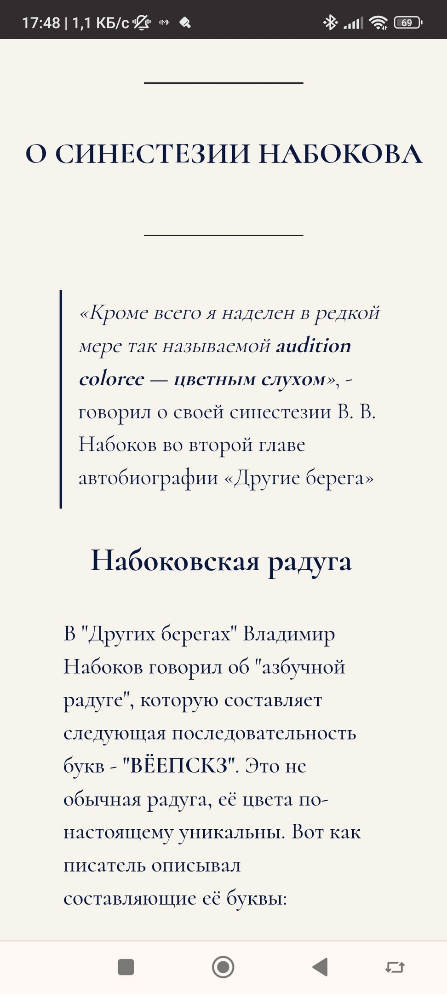 17:48 | 1,1 КБ/с
69
О СИНЕСТЕЗИИ НАБОКОВА
«Кроме всего я наделен в редкой
мере так называемой audition
coloree — цветным слухом», -
говорил о своей синестезии В. В.
Набоков во второй главе
автобиографии «Другие берега»
Набоковская радуга
В "Других берегах" Владимир
Набоков говорил об "азбучной
радуге", которую составляет
следующая последовательность
букв - "ВЁЕПСКЗ". Это не
обычная радуга, её цвета по-
настоящему уникальны. Вот как
писатель описывал
составляющие её буквы: